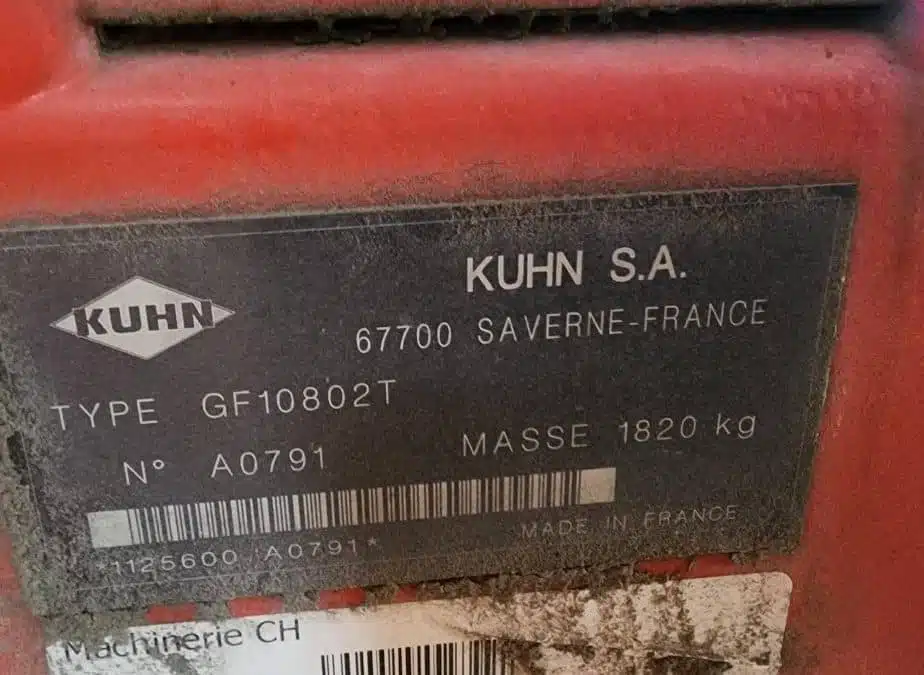 KUHN S.A.
KUHN
67700 SAVERNE-FRANCE
TYPE GF10802T
N° A0791 MASSE 1820 kg
MADE IN FRANCE
*1125600/A0791*
Machinerie CH